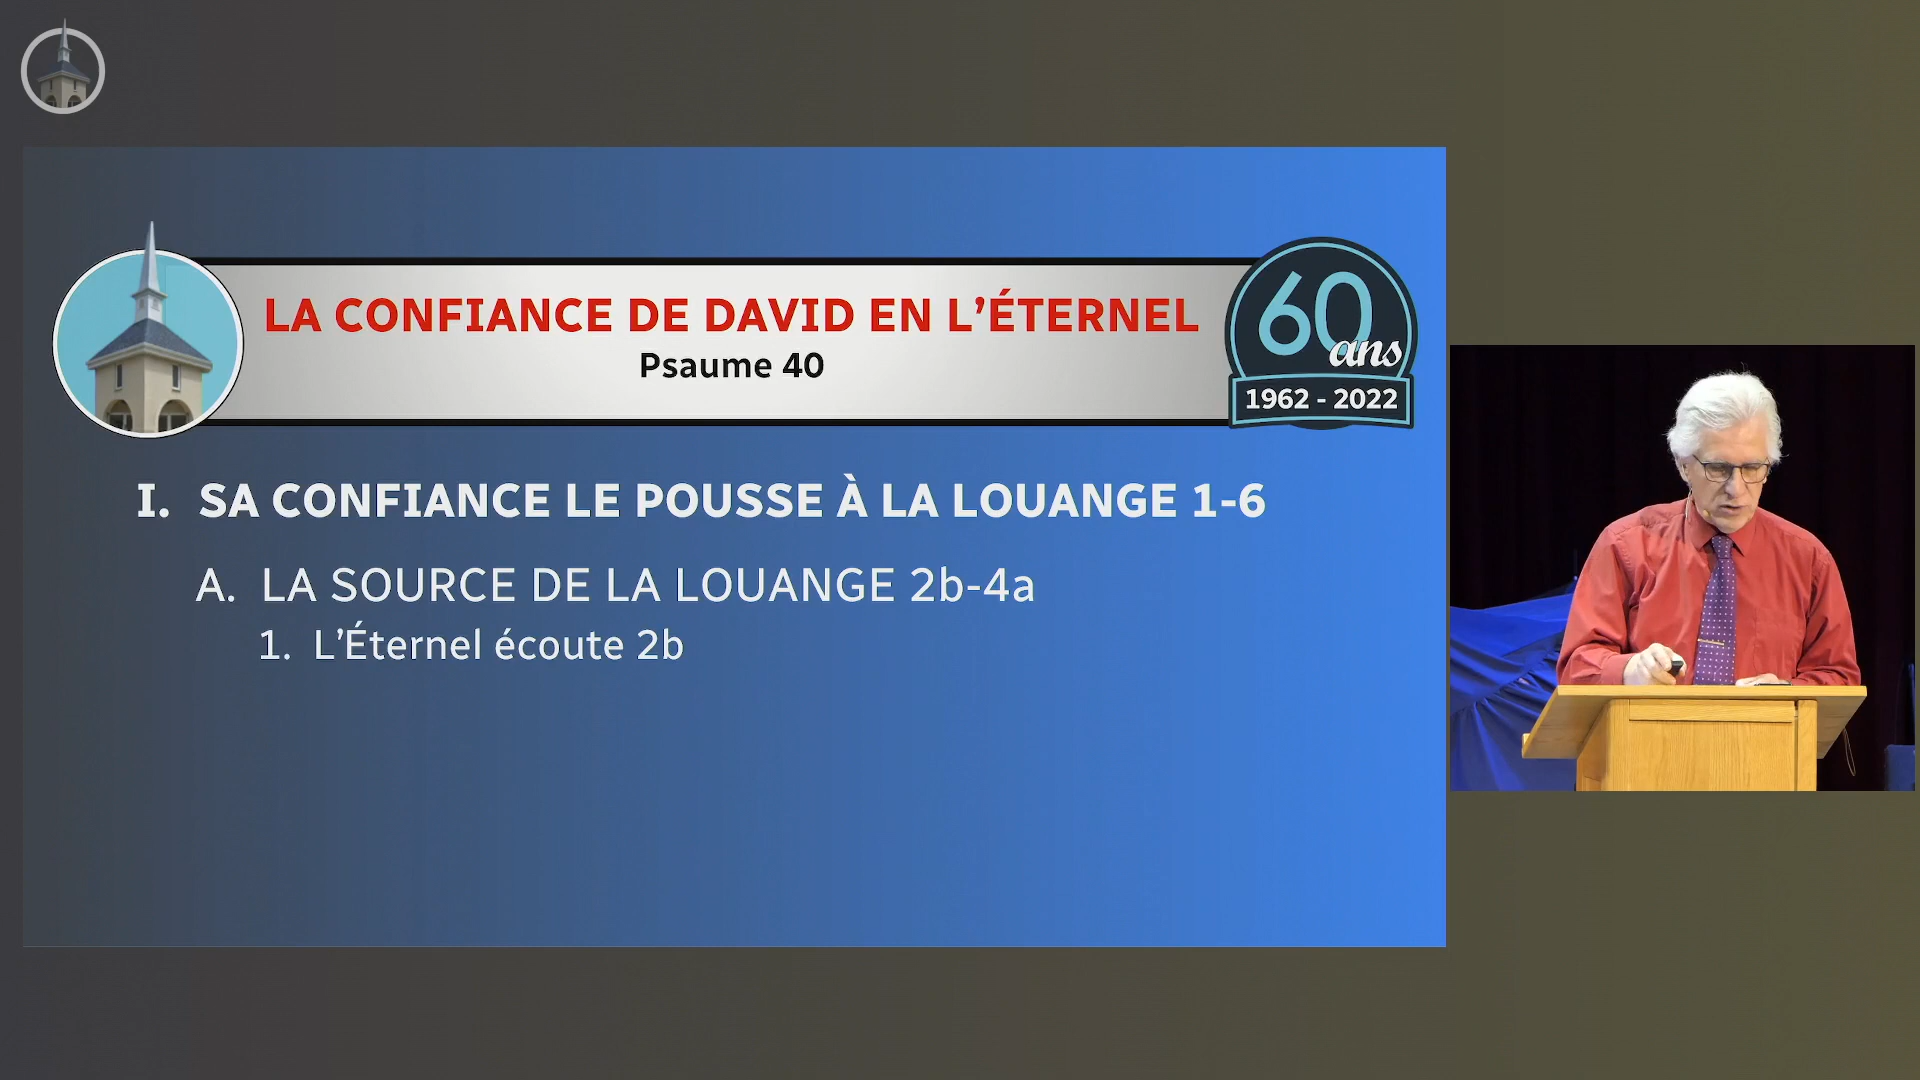 LA CONFIANCE DE DAVID EN L’ÉTERNEL
Psaume 40
60
ans
1962 - 2022
I. SA CONFIANCE LE POUSSE À LA LOUANGE 1-6
A. LA SOURCE DE LA LOUANGE 2b-4a
1. L’Éternel écoute 2b